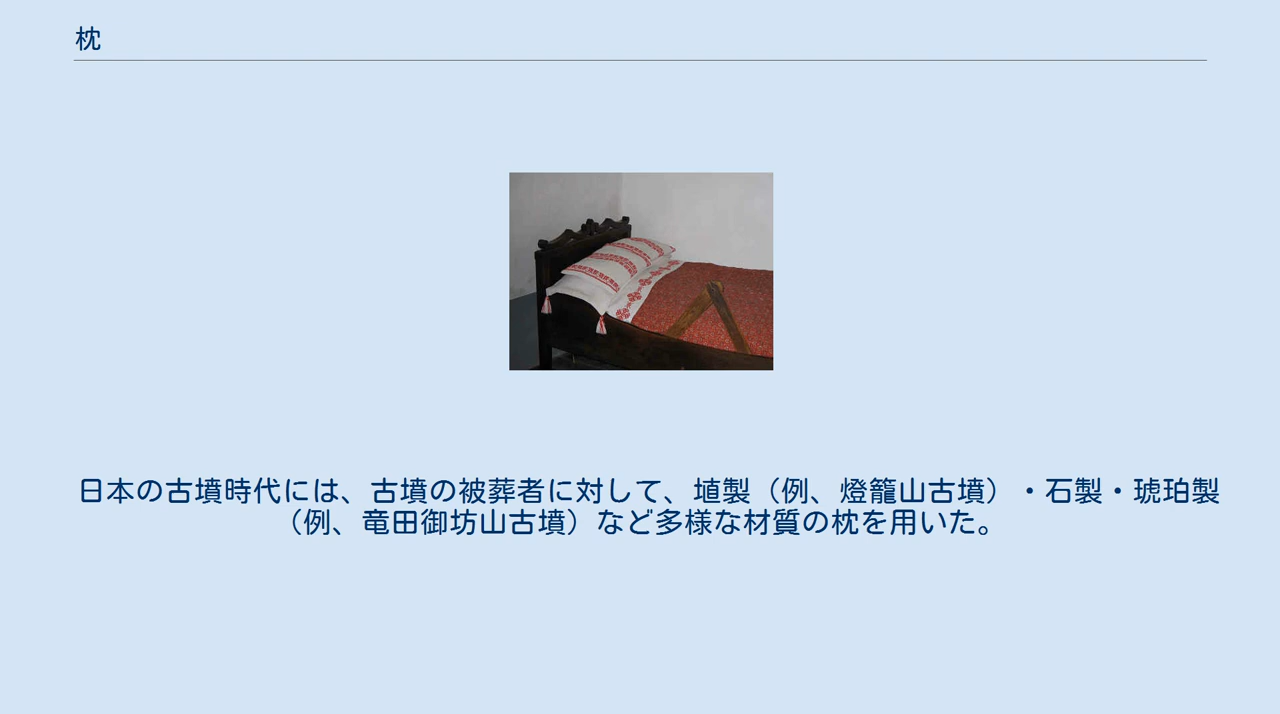 枕
日本の古墳時代には、古墳の被葬者に対して、埴製（例、燈籠山古墳）・石製・琥珀製
（例、竜田御坊山古墳）など多様な材質の枕を用いた。